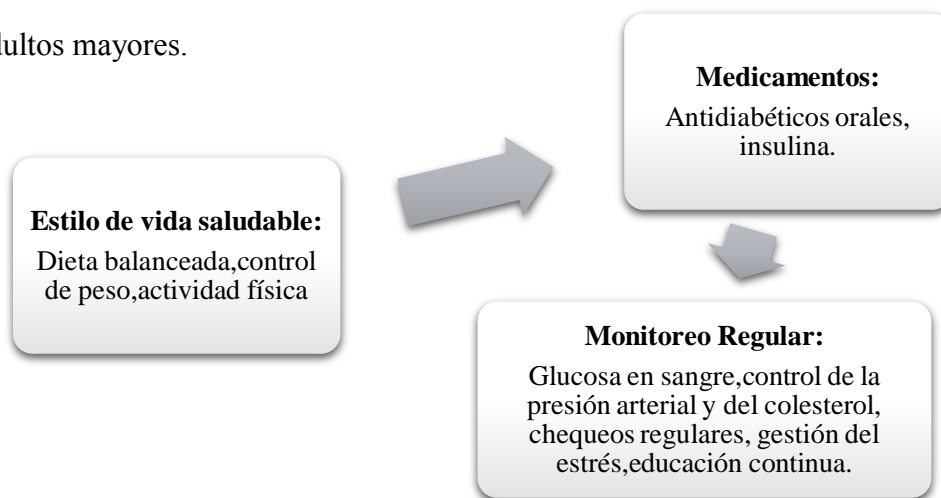 dultos mayores.
Estilo de vida saludable:
Dieta balanceada,control
de peso,actividad física
Medicamentos:
Antidiabéticos orales,
insulina.
Monitoreo Regular:
Glucosa en sangre,control de la
presión arterial y del colesterol,
chequeos regulares, gestión del
estrés,educación continua.